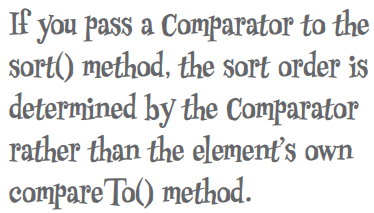 If you pass a Comparator to the
sort() method, the sort order is
determined by the Comparator
rather than the element's own
compareTo() method.